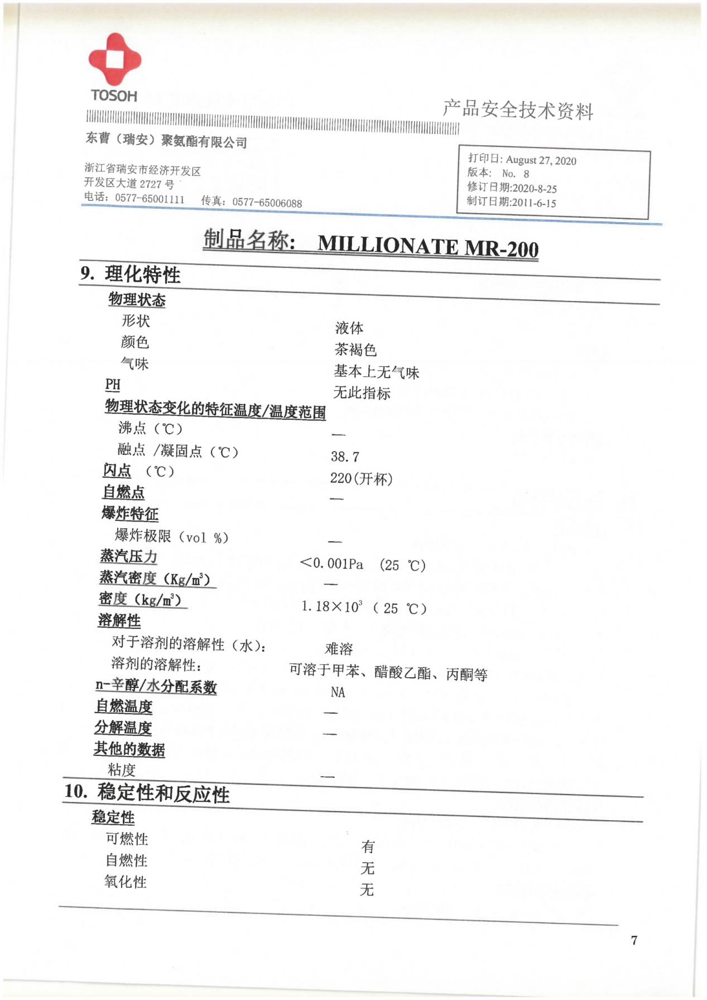 TOSOH
产品安全技术资料
东曹（瑞安）聚氨酯有限公司
浙江省瑞安市经济开发区
开发区大道 2727 号
电话：0577-65001111 传真：0577-65006088
打印日: August 27, 2020
版本: No. 8
修订日期:2020-8-25
制订日期:2011-6-15
制品名称: MILLIONATE MR-200
9. 理化特性
物理状态
形状 液体
颜色 茶褐色
气味 基本上无气味
PH 无此指标
物理状态变化的特征温度/温度范围
沸点（℃） —
融点 /凝固点（℃） 38.7
闪点 （℃） 220(开杯)
自燃点 —
爆炸特征
爆炸极限（vol %） —
蒸汽压力 <0.001Pa （25 ℃）
蒸汽密度（Kg/m³） —
密度（kg/m³） 1.18×10³ （ 25 ℃）
溶解性
对于溶剂的溶解性（水）: 难溶
溶剂的溶解性: 可溶于甲苯、醋酸乙酯、丙酮等
n-辛醇/水分配系数 NA
自燃温度 —
分解温度 —
其他的数据
粘度 —
10. 稳定性和反应性
稳定性
可燃性 有
自燃性 无
氧化性 无
7